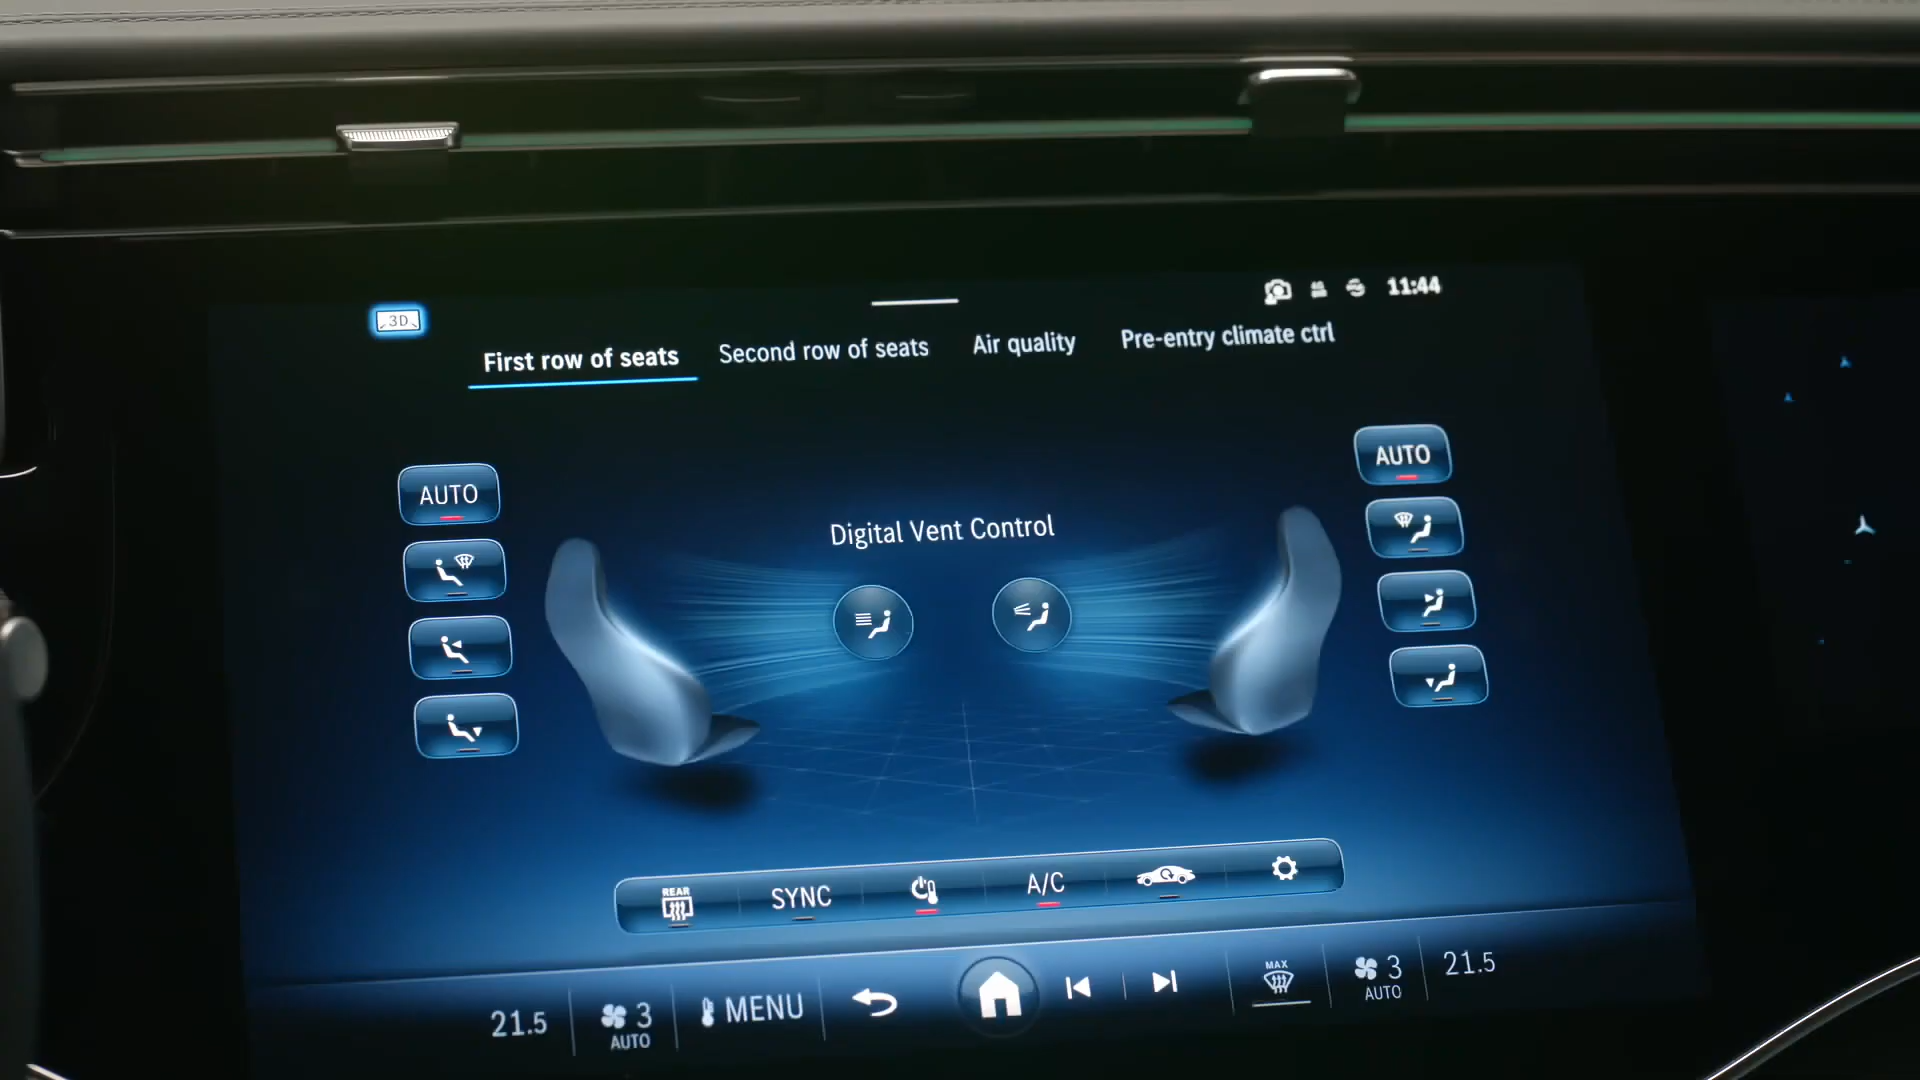 3D
11:44
First row of seats
Second row of seats
Air quality
Pre-entry climate ctrl
AUTO
AUTO
Digital Vent Control
REAR
SYNC
A/C
21.5
3
AUTO
MENU
MAX
3
AUTO
21.5